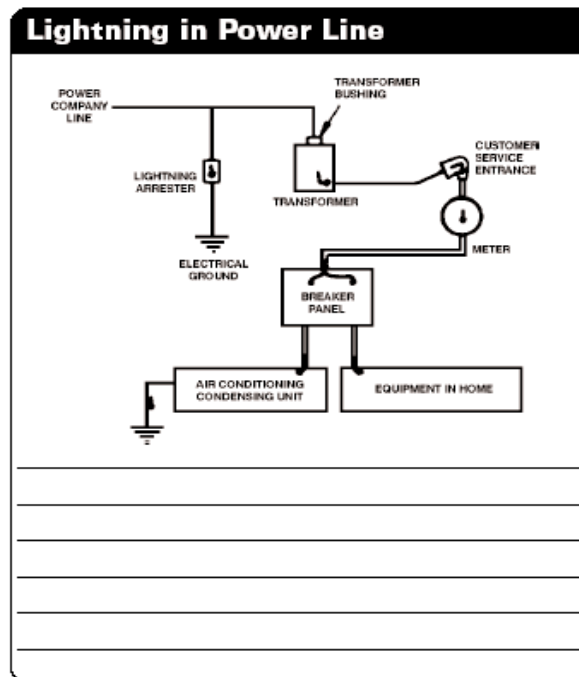 Lightning in Power Line
TRANSFORMER
BUSHING
POWER
COMPANY
LINE
CUSTOMER
SERVICE
ENTRANCE
LIGHTNING
ARRESTER
TRANSFORMER
METER
ELECTRICAL
GROUND
BREAKER
PANEL
AIR CONDITIONING
CONDENSING UNIT
EQUIPMENT IN HOME